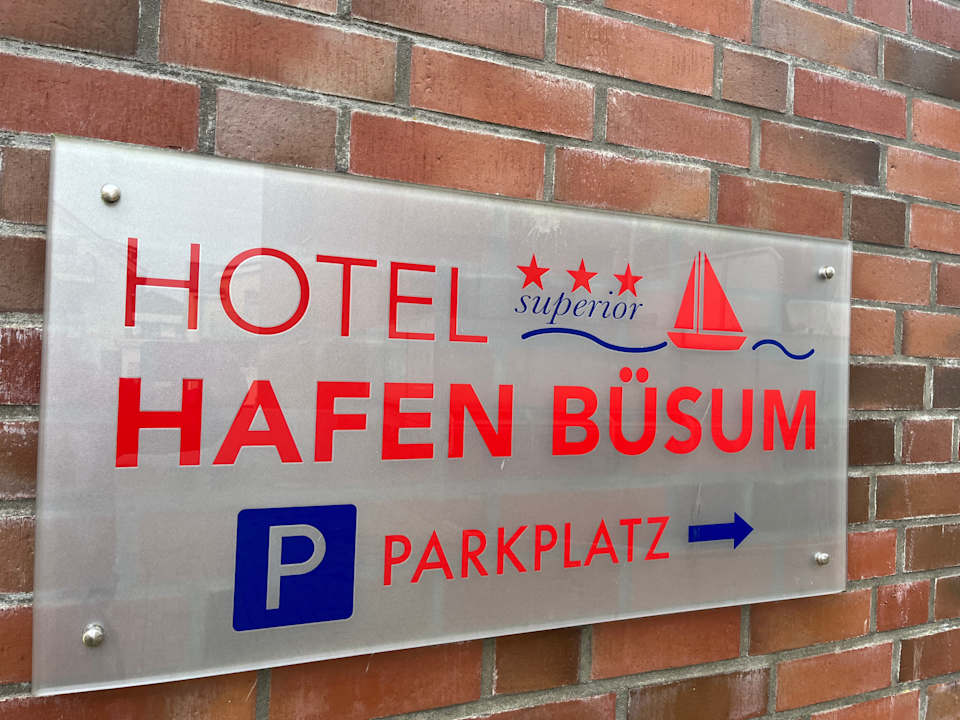 HOTEL
superior
HAFEN BÜSUM
P PARKPLATZ